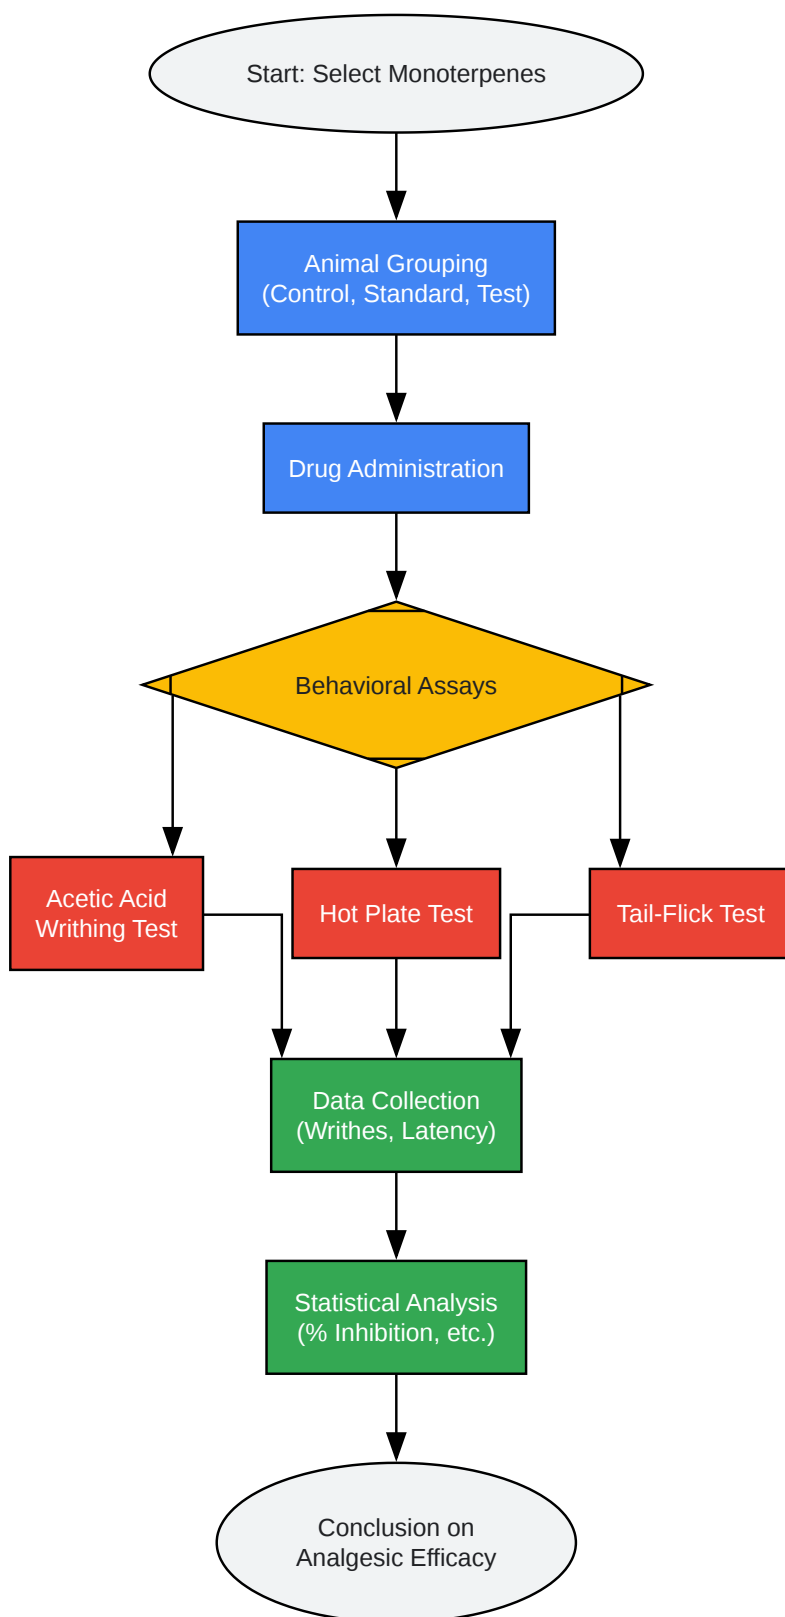 Start: Select Monoterpenes
Animal Grouping
(Control, Standard, Test)
Drug Administration
Behavioral Assays
Acetic Acid
Writhing Test
Hot Plate Test
Tail-Flick Test
Data Collection
(Writhes, Latency)
Statistical Analysis
(% Inhibition, etc.)
Conclusion on
Analgesic Efficacy